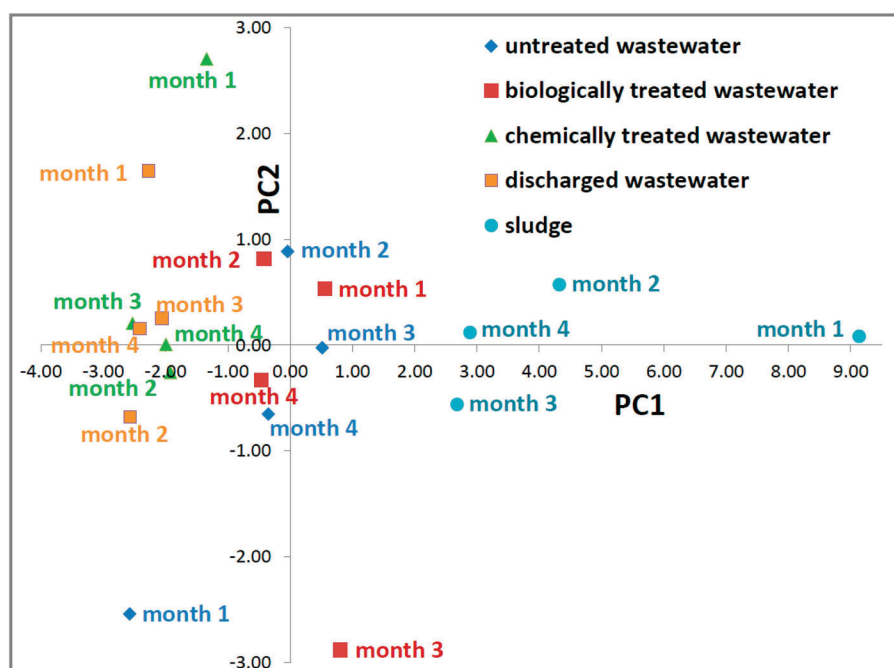 3.00
untreated wastewater
month 1
biologically treated wastewater
2.00
chemically treated wastewater
month 1
PC2
discharged wastewater
1.00
sludge
month 2
month 2
month 1
month 2
month 3
month 3
month 3
month 4
month 4
month 4
month 1
0.00
-4.00 -3.00 -2.00 -1.00 0.00 1.00 2.00 3.00 4.00 5.00 6.00 7.00 8.00 9.00
month 2
month 4
month 3
PC1
month 2
month 4
-1.00
-2.00
month 1
month 3
-3.00